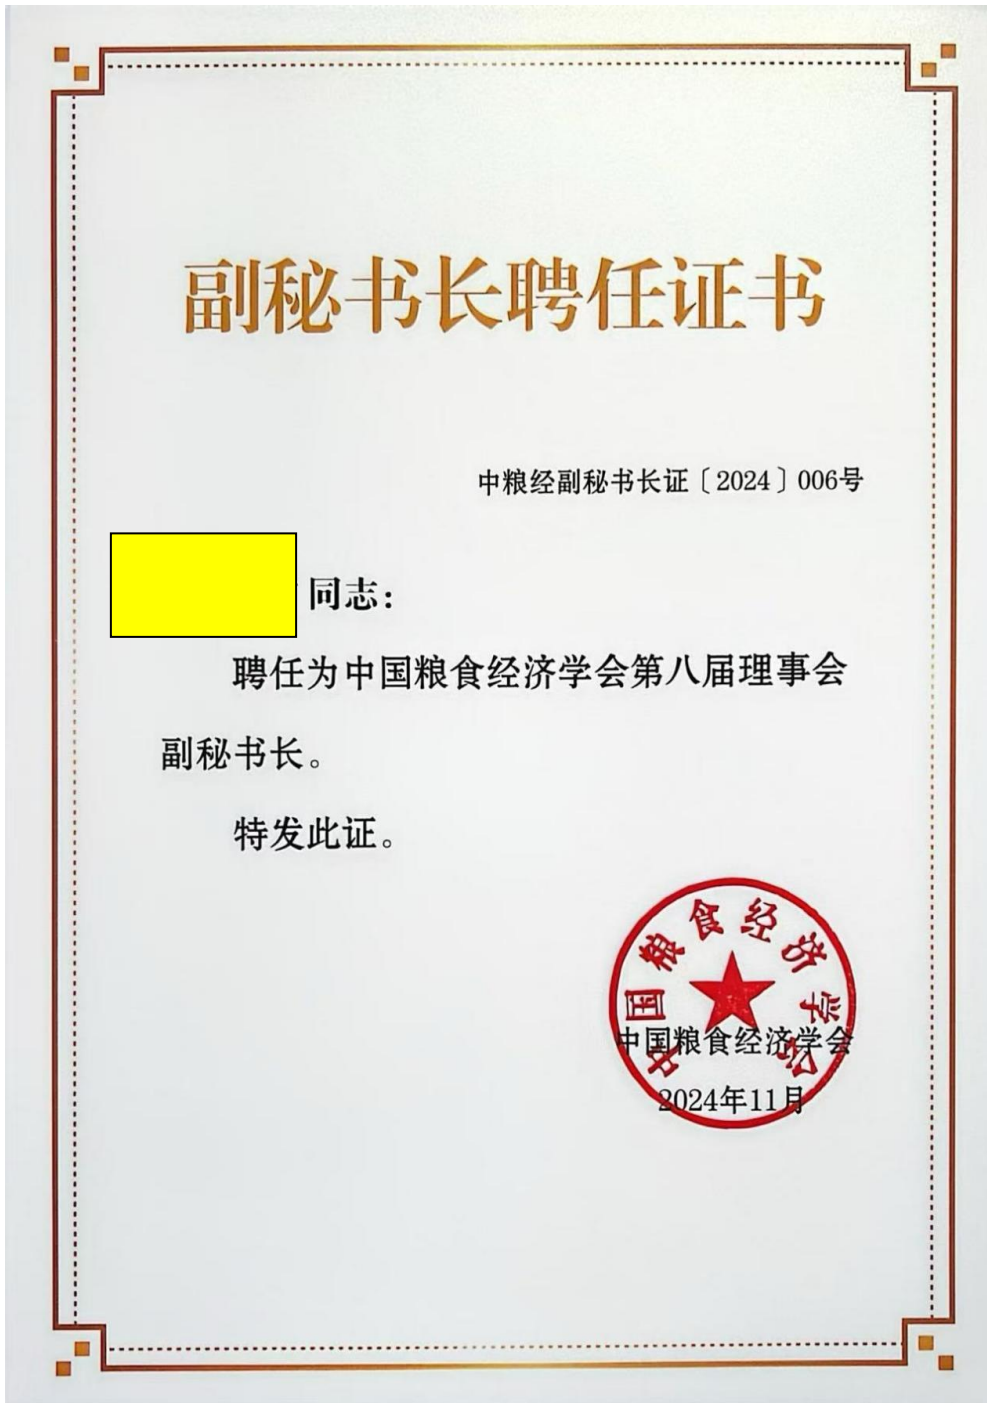 副秘书长聘任证书
中粮经副秘书长证〔2024〕006号
同志：
聘任为中国粮食经济学会第八届理事会
副秘书长。
特发此证。
中国粮食经济学会
中国粮食经济学会
2024年11月